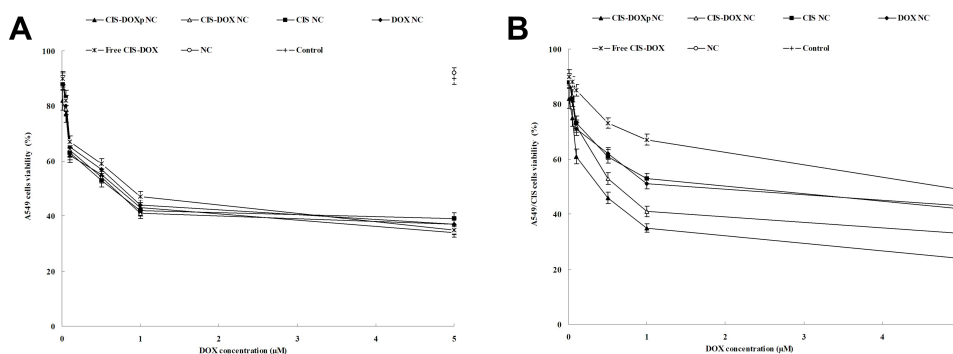 A
CIS-DOXp NC CIS-DOX NC CIS NC DOX NC
Free CIS-DOX NC Control
100
80
60
40
20
0
A549 cells viability (%)
0 1 2 3 4 5
DOX concentration (µM)
B
CIS-DOXp NC CIS-DOX NC CIS NC DOX NC
Free CIS-DOX NC Control
100
80
60
40
20
0
A549/CIS cells viability (%)
0 1 2 3 4
DOX concentration (µM)